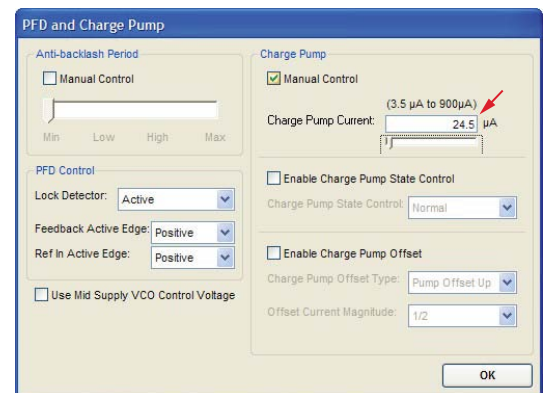 PFD and Charge Pump
Anti-backlash Period
Manual Control
Min Low High Max
PFD Control
Lock Detector: Active
Feedback Active Edge: Positive
Ref In Active Edge: Positive
Use Mid Supply VCO Control Voltage
Charge Pump
Manual Control
(3.5 µA to 900µA)
Charge Pump Current: 24.5 µA
Enable Charge Pump State Control
Charge Pump State Control: Normal
Enable Charge Pump Offset
Charge Pump Offset Type: Pump Offset Up
Offset Current Magnitude: 1/2
OK